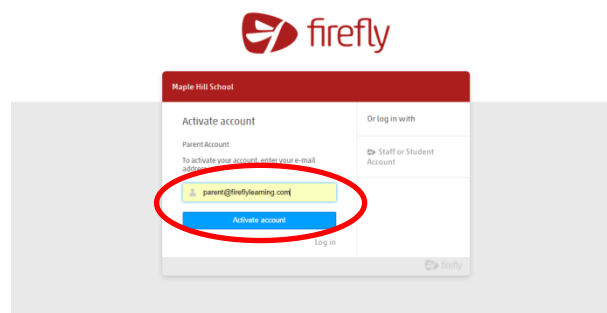 firefly
Maple Hill School
Activate account
Parent Account
To activate your account, enter your e-mail
address
parent@fireflylearning.com
Activate account
Log in
Or log in with
Staff or Student
Account
firefly